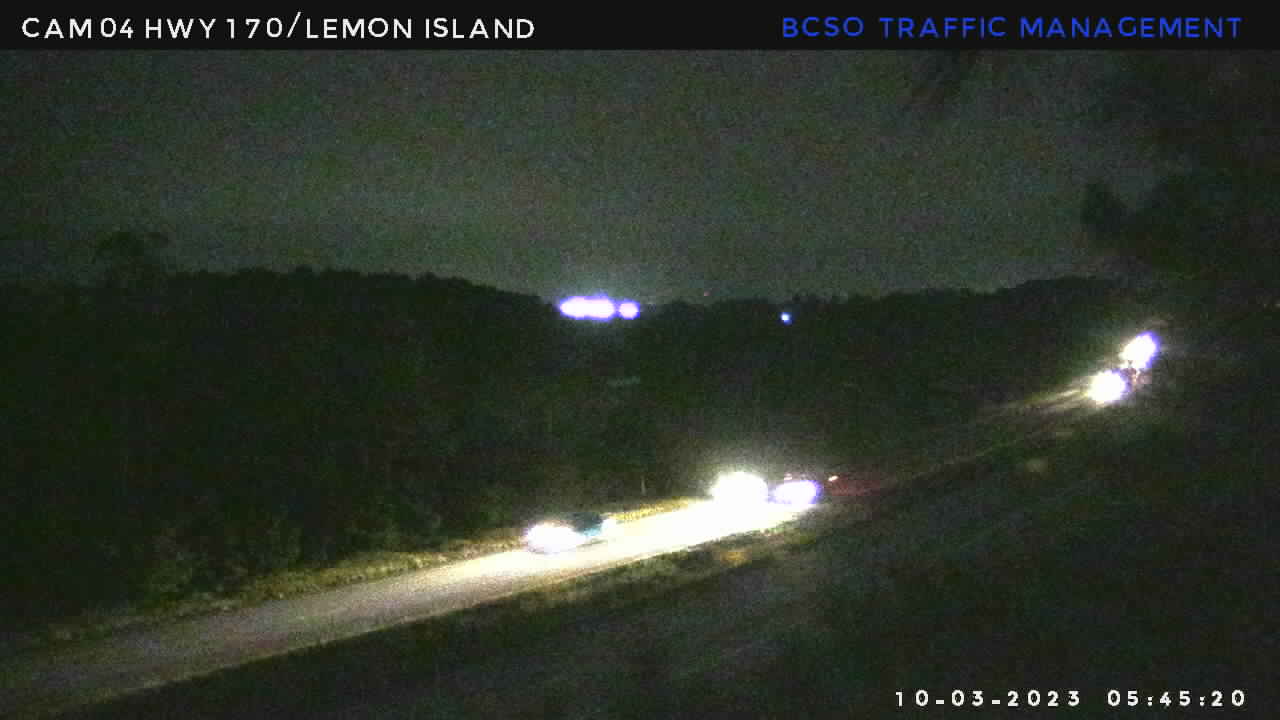 CAM04 HWY 170/LEMON ISLAND
BCSO TRAFFIC MANAGEMENT
10-03-2023 05:45:20